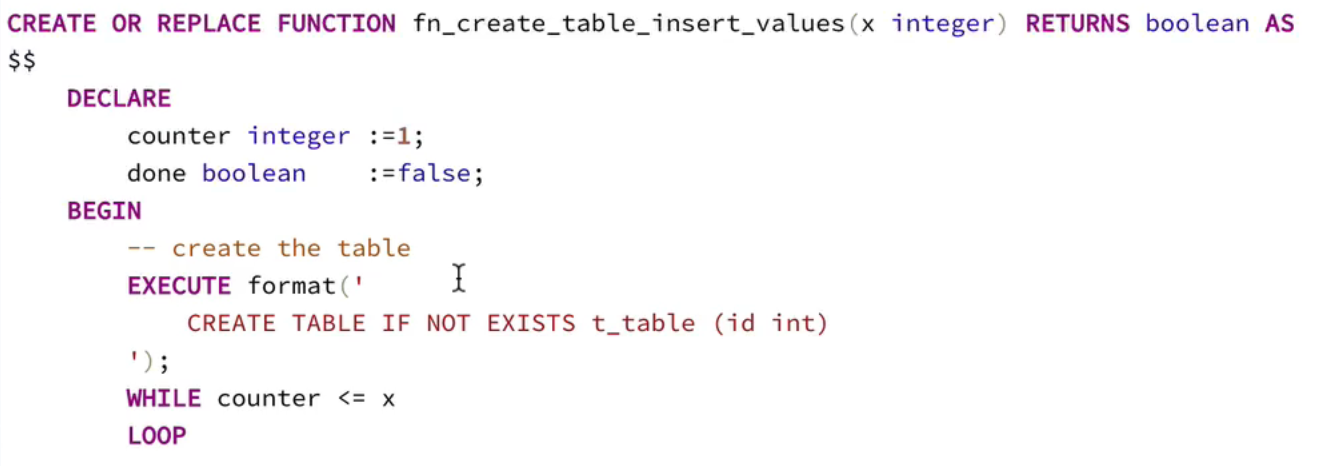 CREATE OR REPLACE FUNCTION fn_create_table_insert_values(x integer) RETURNS boolean AS
$$
    DECLARE
        counter integer :=1;
        done boolean    :=false;
    BEGIN
        -- create the table
        EXECUTE format('
            CREATE TABLE IF NOT EXISTS t_table (id int)
        ');
        WHILE counter <= x
        LOOP